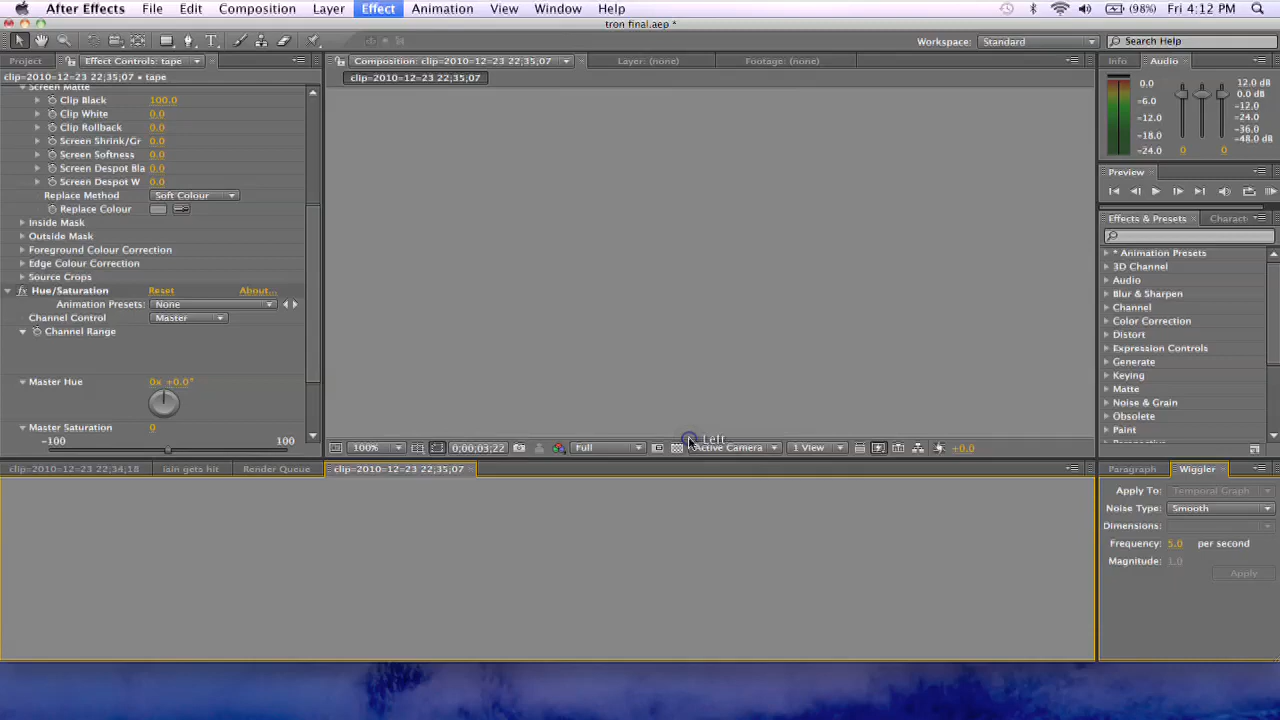 After Effects File Edit Composition Layer Effect Animation View Window Help (98%) Fri 4:12 PM
tron final.aep *
Workspace: Standard Search Help
Project Effect Controls: tape Composition: clip=2010-12-23 22;35;07 Layer: (none) Footage: (none) Info Audio
clip=2010-12-23 22;35;07 • tape
clip=2010-12-23 22;35;07
Screen Matte
Clip Black 100.0
Clip White 0.0
Clip Rollback 0.0
Screen Shrink/Gr 0.0
Screen Softness 0.0
Screen Despot Bla 0.0
Screen Despot W 0.0
Replace Method Soft Colour
Replace Colour
Inside Mask
Outside Mask
Foreground Colour Correction
Edge Colour Correction
Source Crops
fx Hue/Saturation Reset About...
Animation Presets: None
Channel Control Master
Channel Range
Master Hue 0x +0.0°
Master Saturation 0
-100 100
0.0
-6.0
-12.0
-18.0
-24.0
12.0 dB
0.0 dB
-12.0
-24.0
-36.0
-48.0 dB
0 0
Preview
Effects & Presets Charact
* Animation Presets
3D Channel
Audio
Blur & Sharpen
Channel
Color Correction
Distort
Expression Controls
Generate
Keying
Matte
Noise & Grain
Obsolete
Paint
Left
100% 0;00;03;22 Full Active Camera 1 View +0.0
clip=2010-12-23 22;34;18 iain gets hit Render Queue clip=2010-12-23 22;35;07
Paragraph Wiggler
Apply To: Temporal Graph
Noise Type: Smooth
Dimensions:
Frequency: 5.0 per second
Magnitude: 1.0
Apply